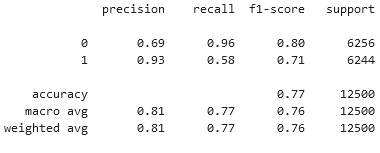 precision recall f1-score support
0 0.69 0.96 0.80 6256
1 0.93 0.58 0.71 6244
accuracy 0.77 12500
macro avg 0.81 0.77 0.76 12500
weighted avg 0.81 0.77 0.76 12500